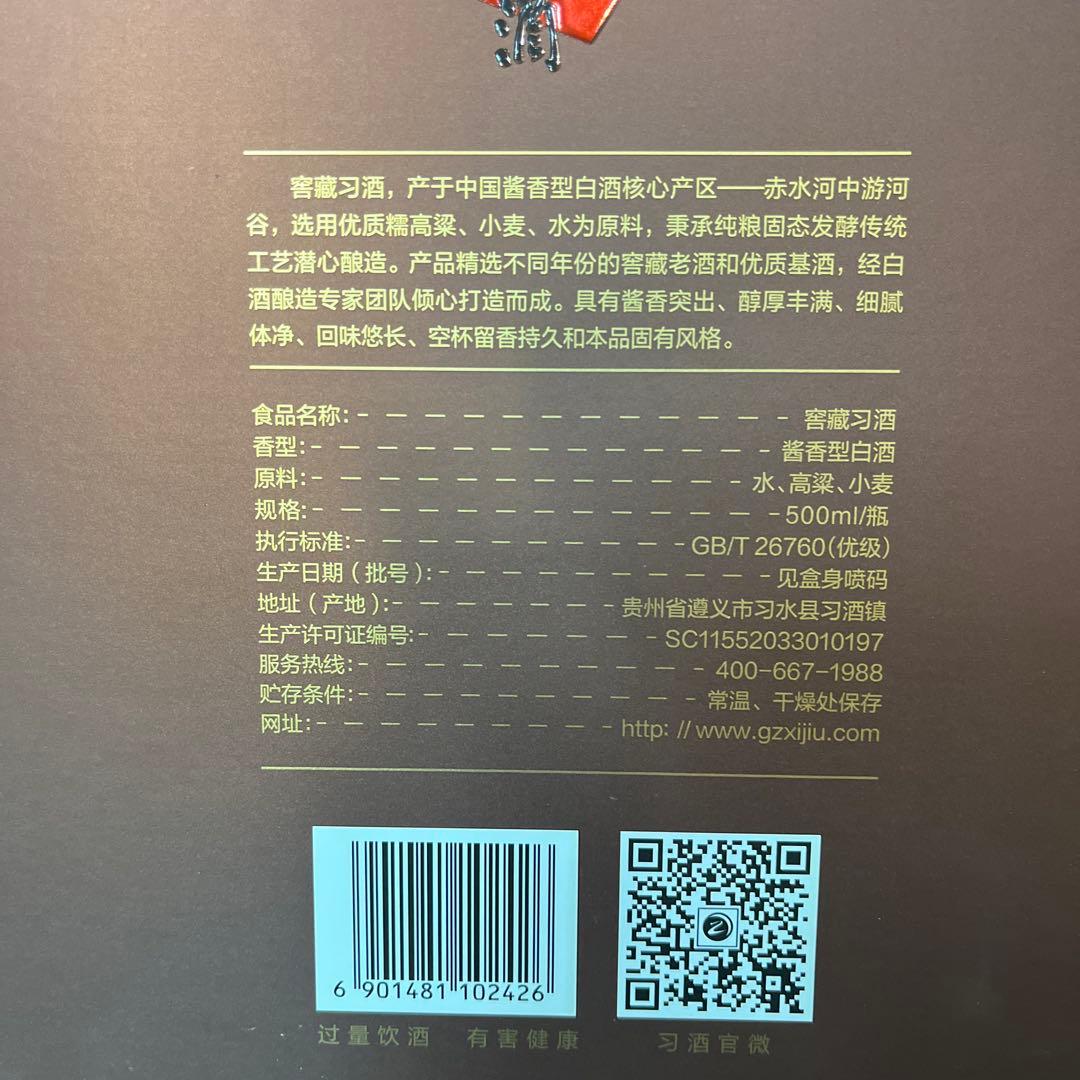 窖藏习酒，产于中国酱香型白酒核心产区——赤水河中游河
谷，选用优质糯高粱、小麦、水为原料，秉承纯粮固态发酵传统
工艺潜心酿造。产品精选不同年份的窖藏老酒和优质基酒，经白
酒酿造专家团队倾心打造而成。具有酱香突出、醇厚丰满、细腻
体净、回味悠长、空杯留香持久和本品固有风格。
食品名称：窖藏习酒
香型：酱香型白酒
原料：水、高粱、小麦
规格：500ml/瓶
执行标准：GB/T 26760(优级)
生产日期（批号）：见盒身喷码
地址（产地）：贵州省遵义市习水县习酒镇
生产许可证编号：SC11552033010197
服务热线：400-667-1988
贮存条件：常温、干燥处保存
网址：http: //www.gzxijiu.com
6 901481 102426
过量饮酒 有害健康
习酒官微